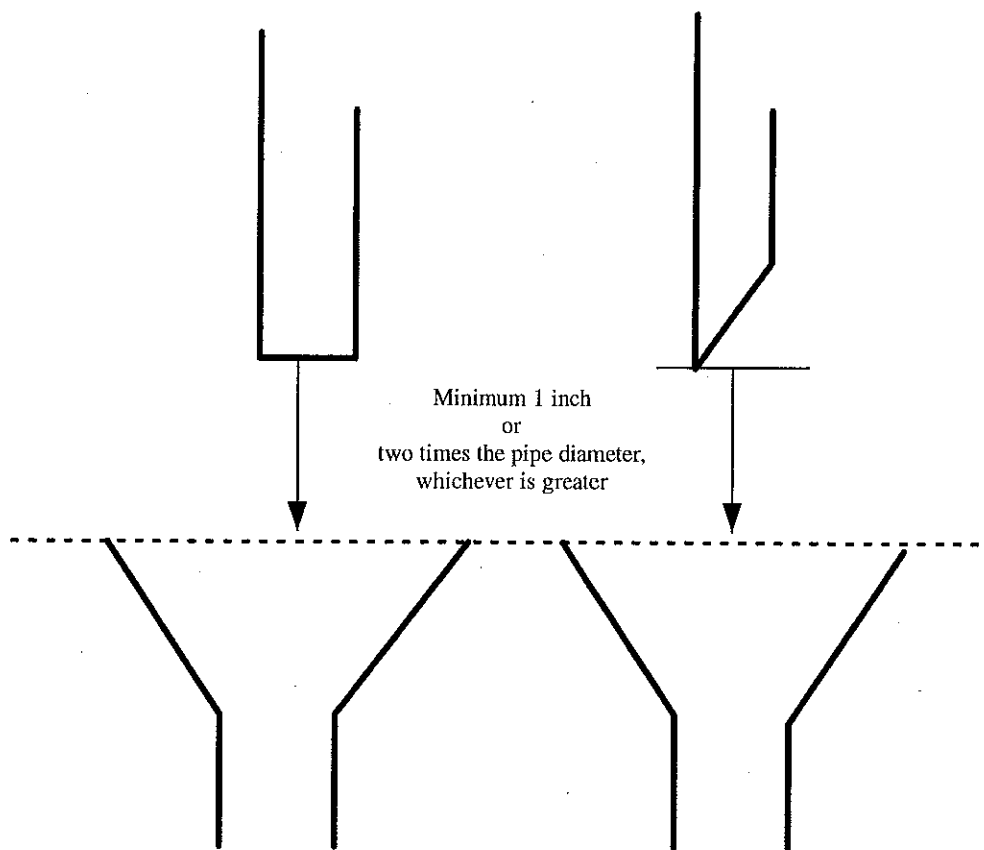 Minimum 1 inch
or
two times the pipe diameter,
whichever is greater